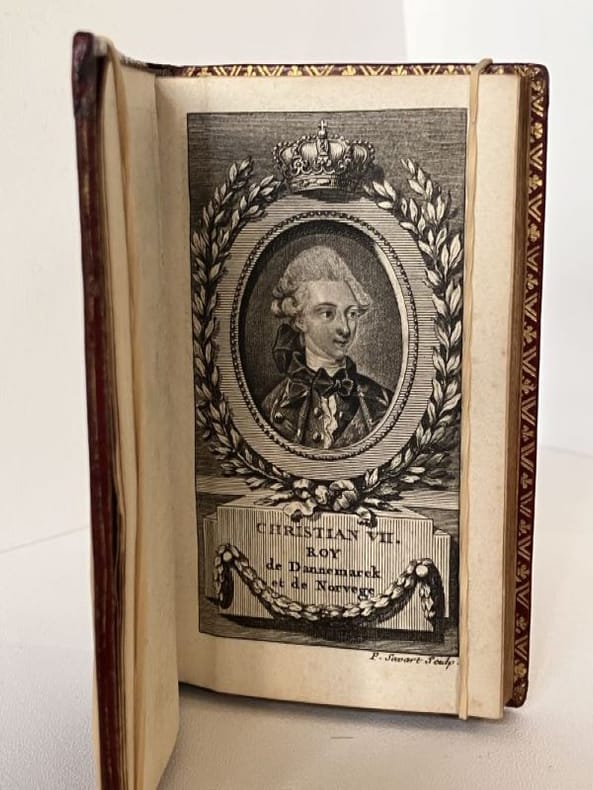 CHRISTIAN VII.
ROY
de Dannemarck
et de Norvege
P. Savart Sculp.